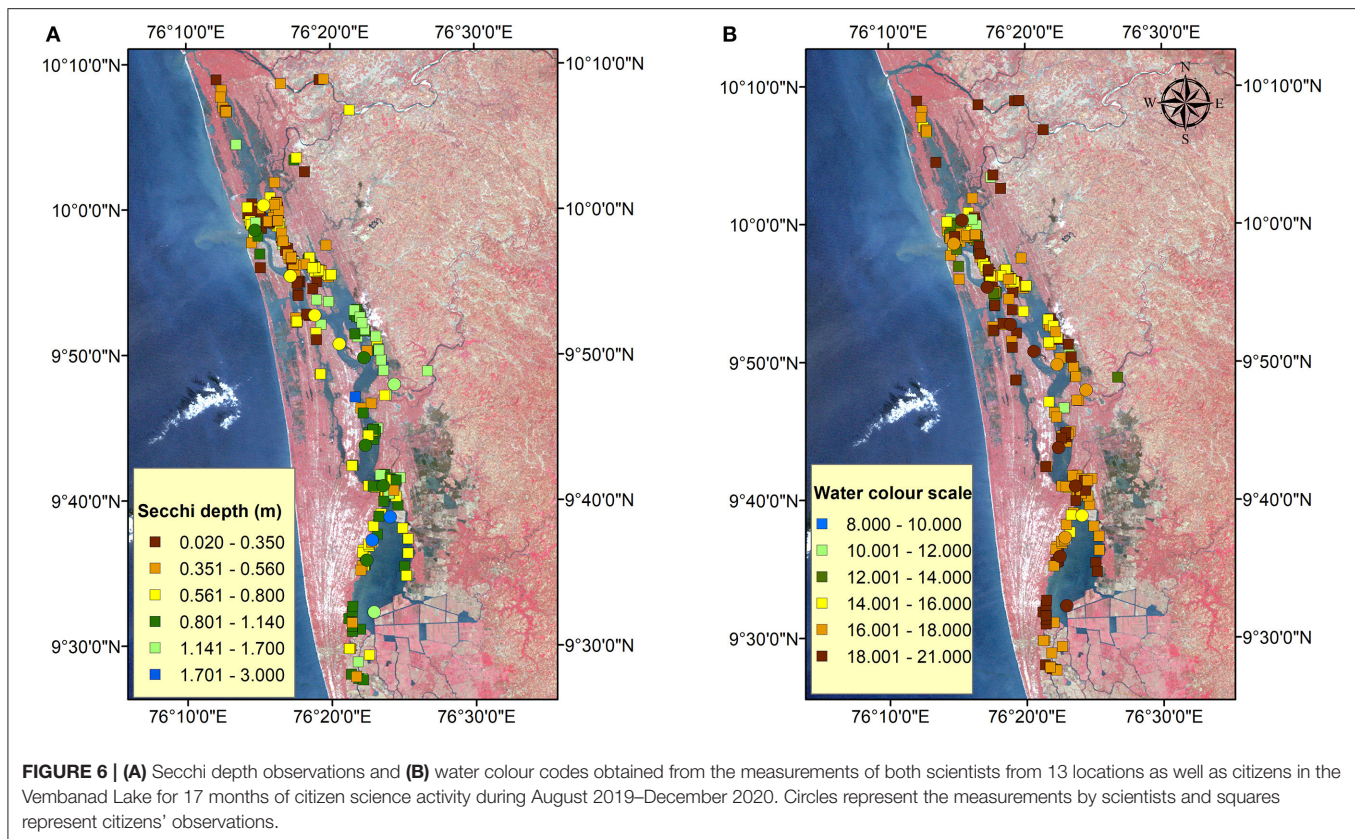 A
76°10'0"E 76°20'0"E 76°30'0"E
10°10'0"N
10°0'0"N
9°50'0"N
9°40'0"N
9°30'0"N
10°10'0"N
10°0'0"N
9°50'0"N
9°40'0"N
9°30'0"N
Secchi depth (m)
0.020 - 0.350
0.351 - 0.560
0.561 - 0.800
0.801 - 1.140
1.141 - 1.700
1.701 - 3.000
76°10'0"E 76°20'0"E 76°30'0"E
B
76°10'0"E 76°20'0"E 76°30'0"E
N
W E
S
10°10'0"N
10°0'0"N
9°50'0"N
9°40'0"N
9°30'0"N
10°10'0"N
10°0'0"N
9°50'0"N
9°40'0"N
9°30'0"N
Water colour scale
8.000 - 10.000
10.001 - 12.000
12.001 - 14.000
14.001 - 16.000
16.001 - 18.000
18.001 - 21.000
76°10'0"E 76°20'0"E 76°30'0"E
FIGURE 6 | (A) Secchi depth observations and (B) water colour codes obtained from the measurements of both scientists from 13 locations as well as citizens in the
Vembanad Lake for 17 months of citizen science activity during August 2019–December 2020. Circles represent the measurements by scientists and squares
represent citizens' observations.